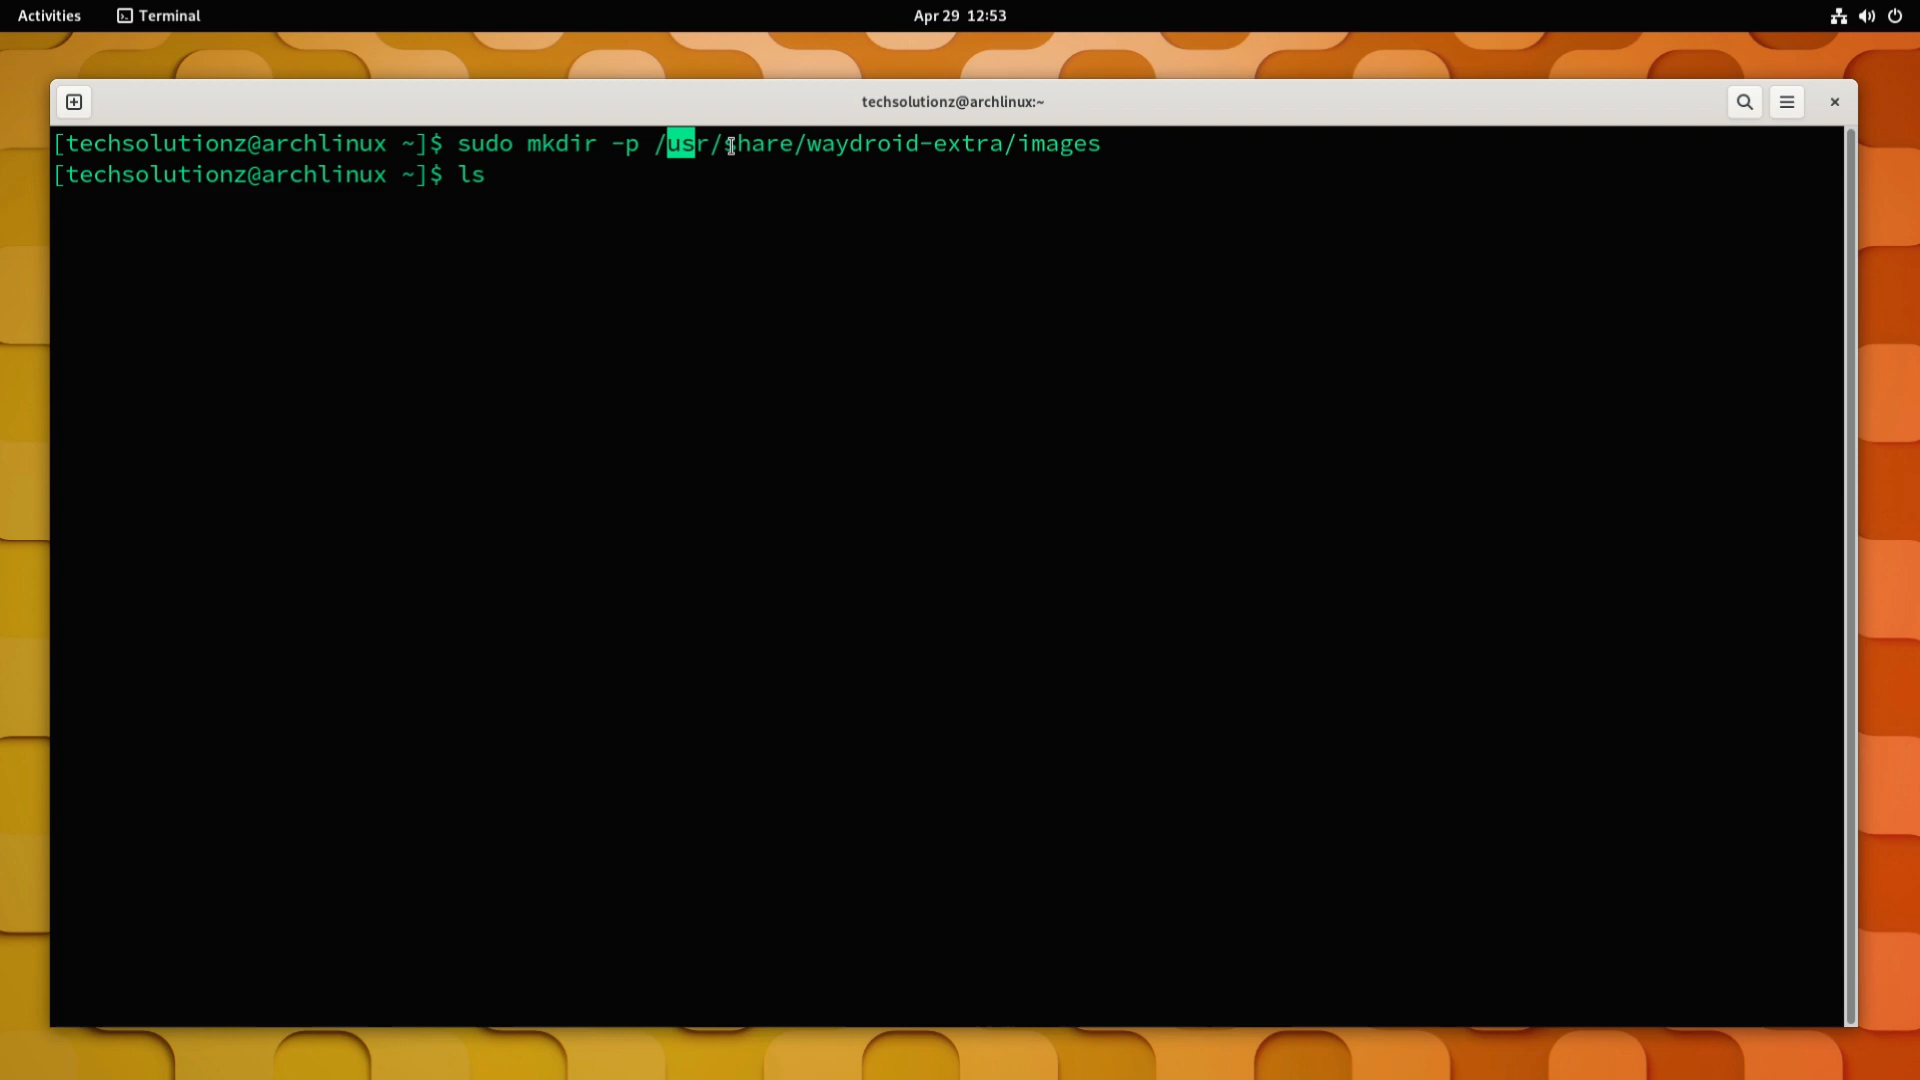 Activities
Terminal
Apr 29 12:53
techsolutionz@archlinux:~
[techsolutionz@archlinux ~]$ sudo mkdir -p /usr/share/waydroid-extra/images
[techsolutionz@archlinux ~]$ ls